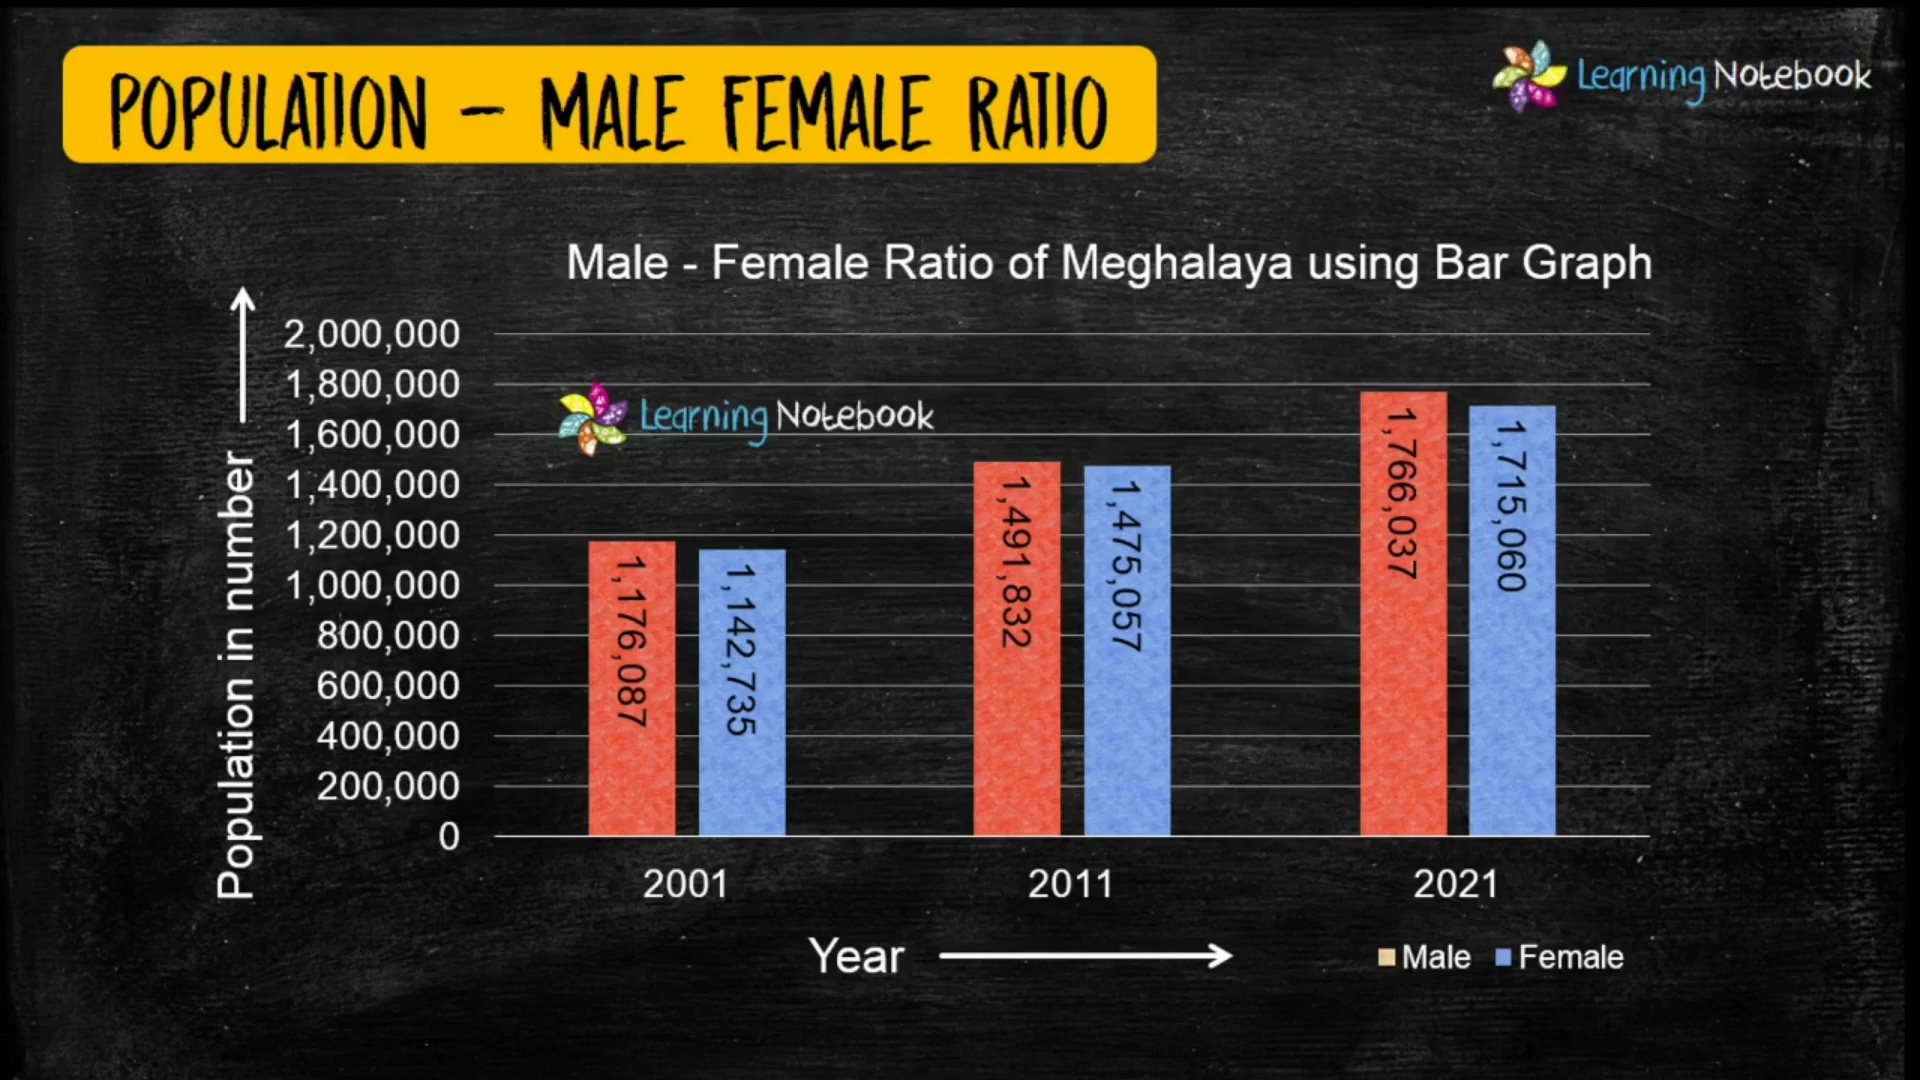 POPULATION – MALE FEMALE RATIO
Learning Notebook
Male - Female Ratio of Meghalaya using Bar Graph
Population in number
2,000,000
1,800,000
1,600,000
1,400,000
1,200,000
1,000,000
800,000
600,000
400,000
200,000
0
Learning Notebook
1,176,087
1,142,735
1,491,832
1,475,057
1,766,037
1,715,060
2001
2011
2021
Year
Male
Female